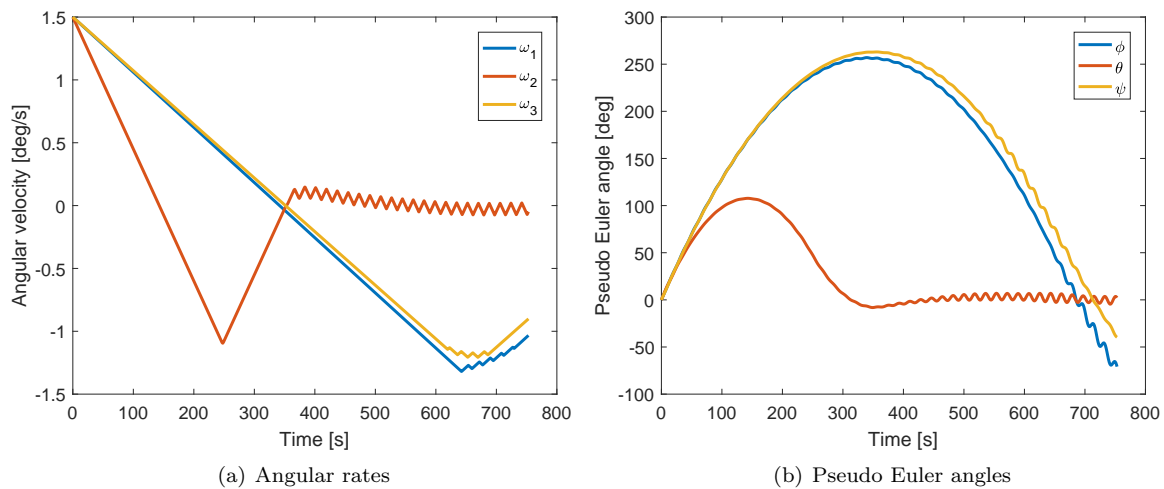 1.5
1
0.5
0
-0.5
-1
-1.5
0 100 200 300 400 500 600 700 800
Angular velocity [deg/s]
Time [s]
ω1
ω2
ω3
(a) Angular rates
300
250
200
150
100
50
0
-50
-100
0 100 200 300 400 500 600 700 800
Pseudo Euler angle [deg]
Time [s]
ϕ
θ
ψ
(b) Pseudo Euler angles